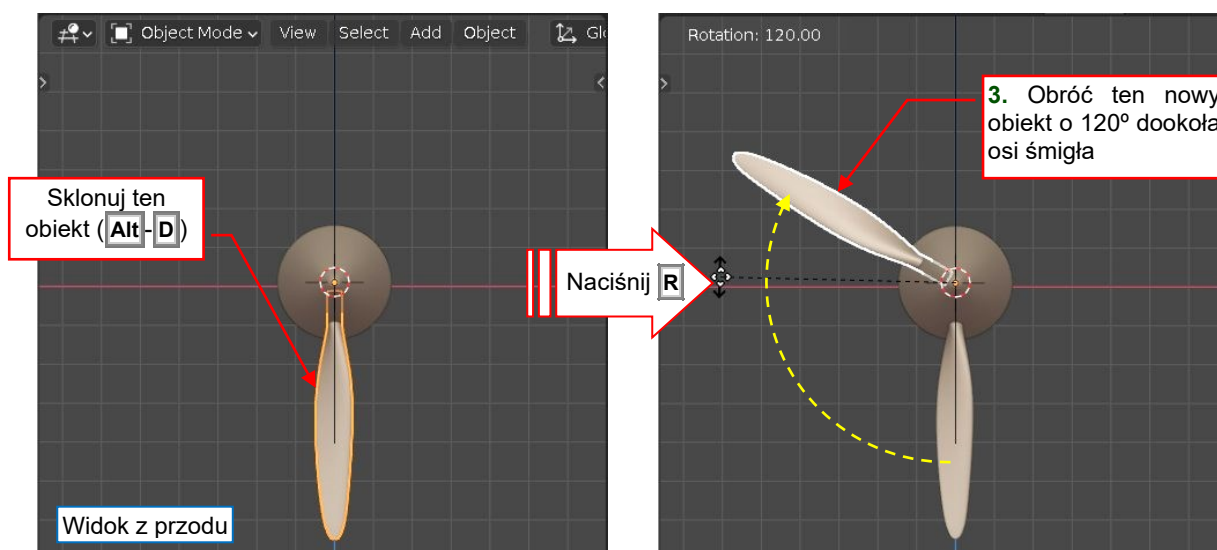 Object Mode View Select Add Object Gl
Sklonuj ten
obiekt (Alt-D)
Widok z przodu
Naciśnij R
Rotation: 120.00
3. Obróć ten nowy
obiekt o 120º dookoła
osi śmigła